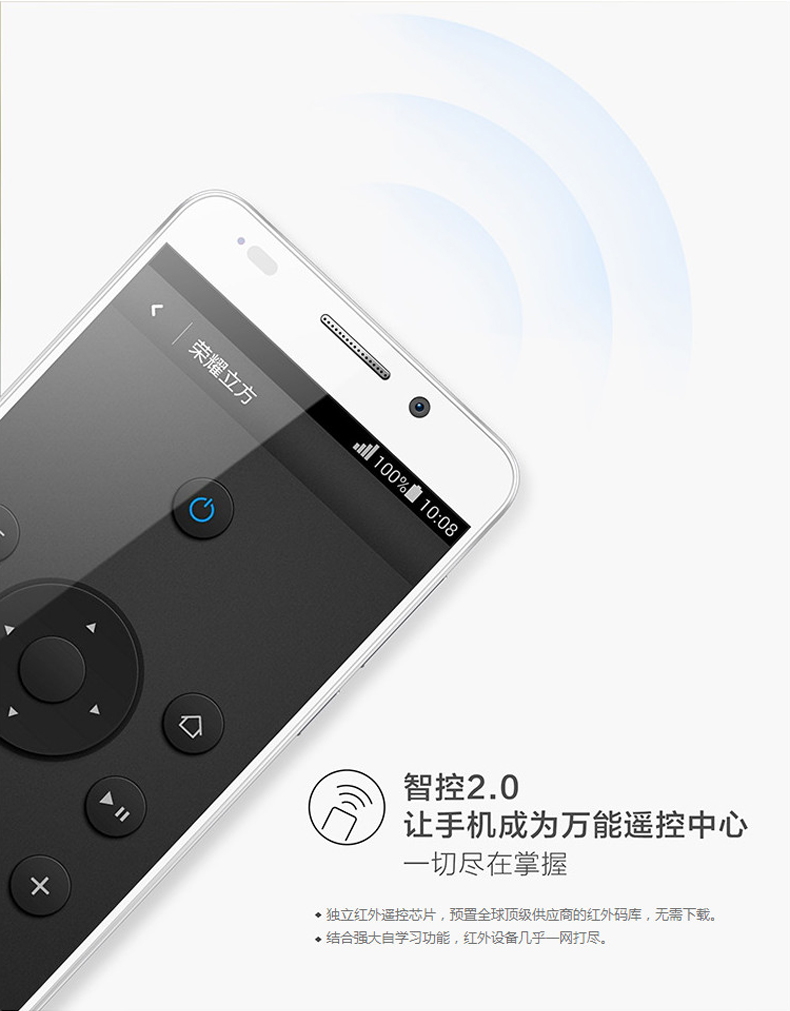 荣耀立方
100% 10:08
智控2.0
让手机成为万能遥控中心
一切尽在掌握
◆ 独立红外遥控芯片，预置全球顶级供应商的红外码库，无需下载。
◆ 结合强大自学习功能，红外设备几乎一网打尽。